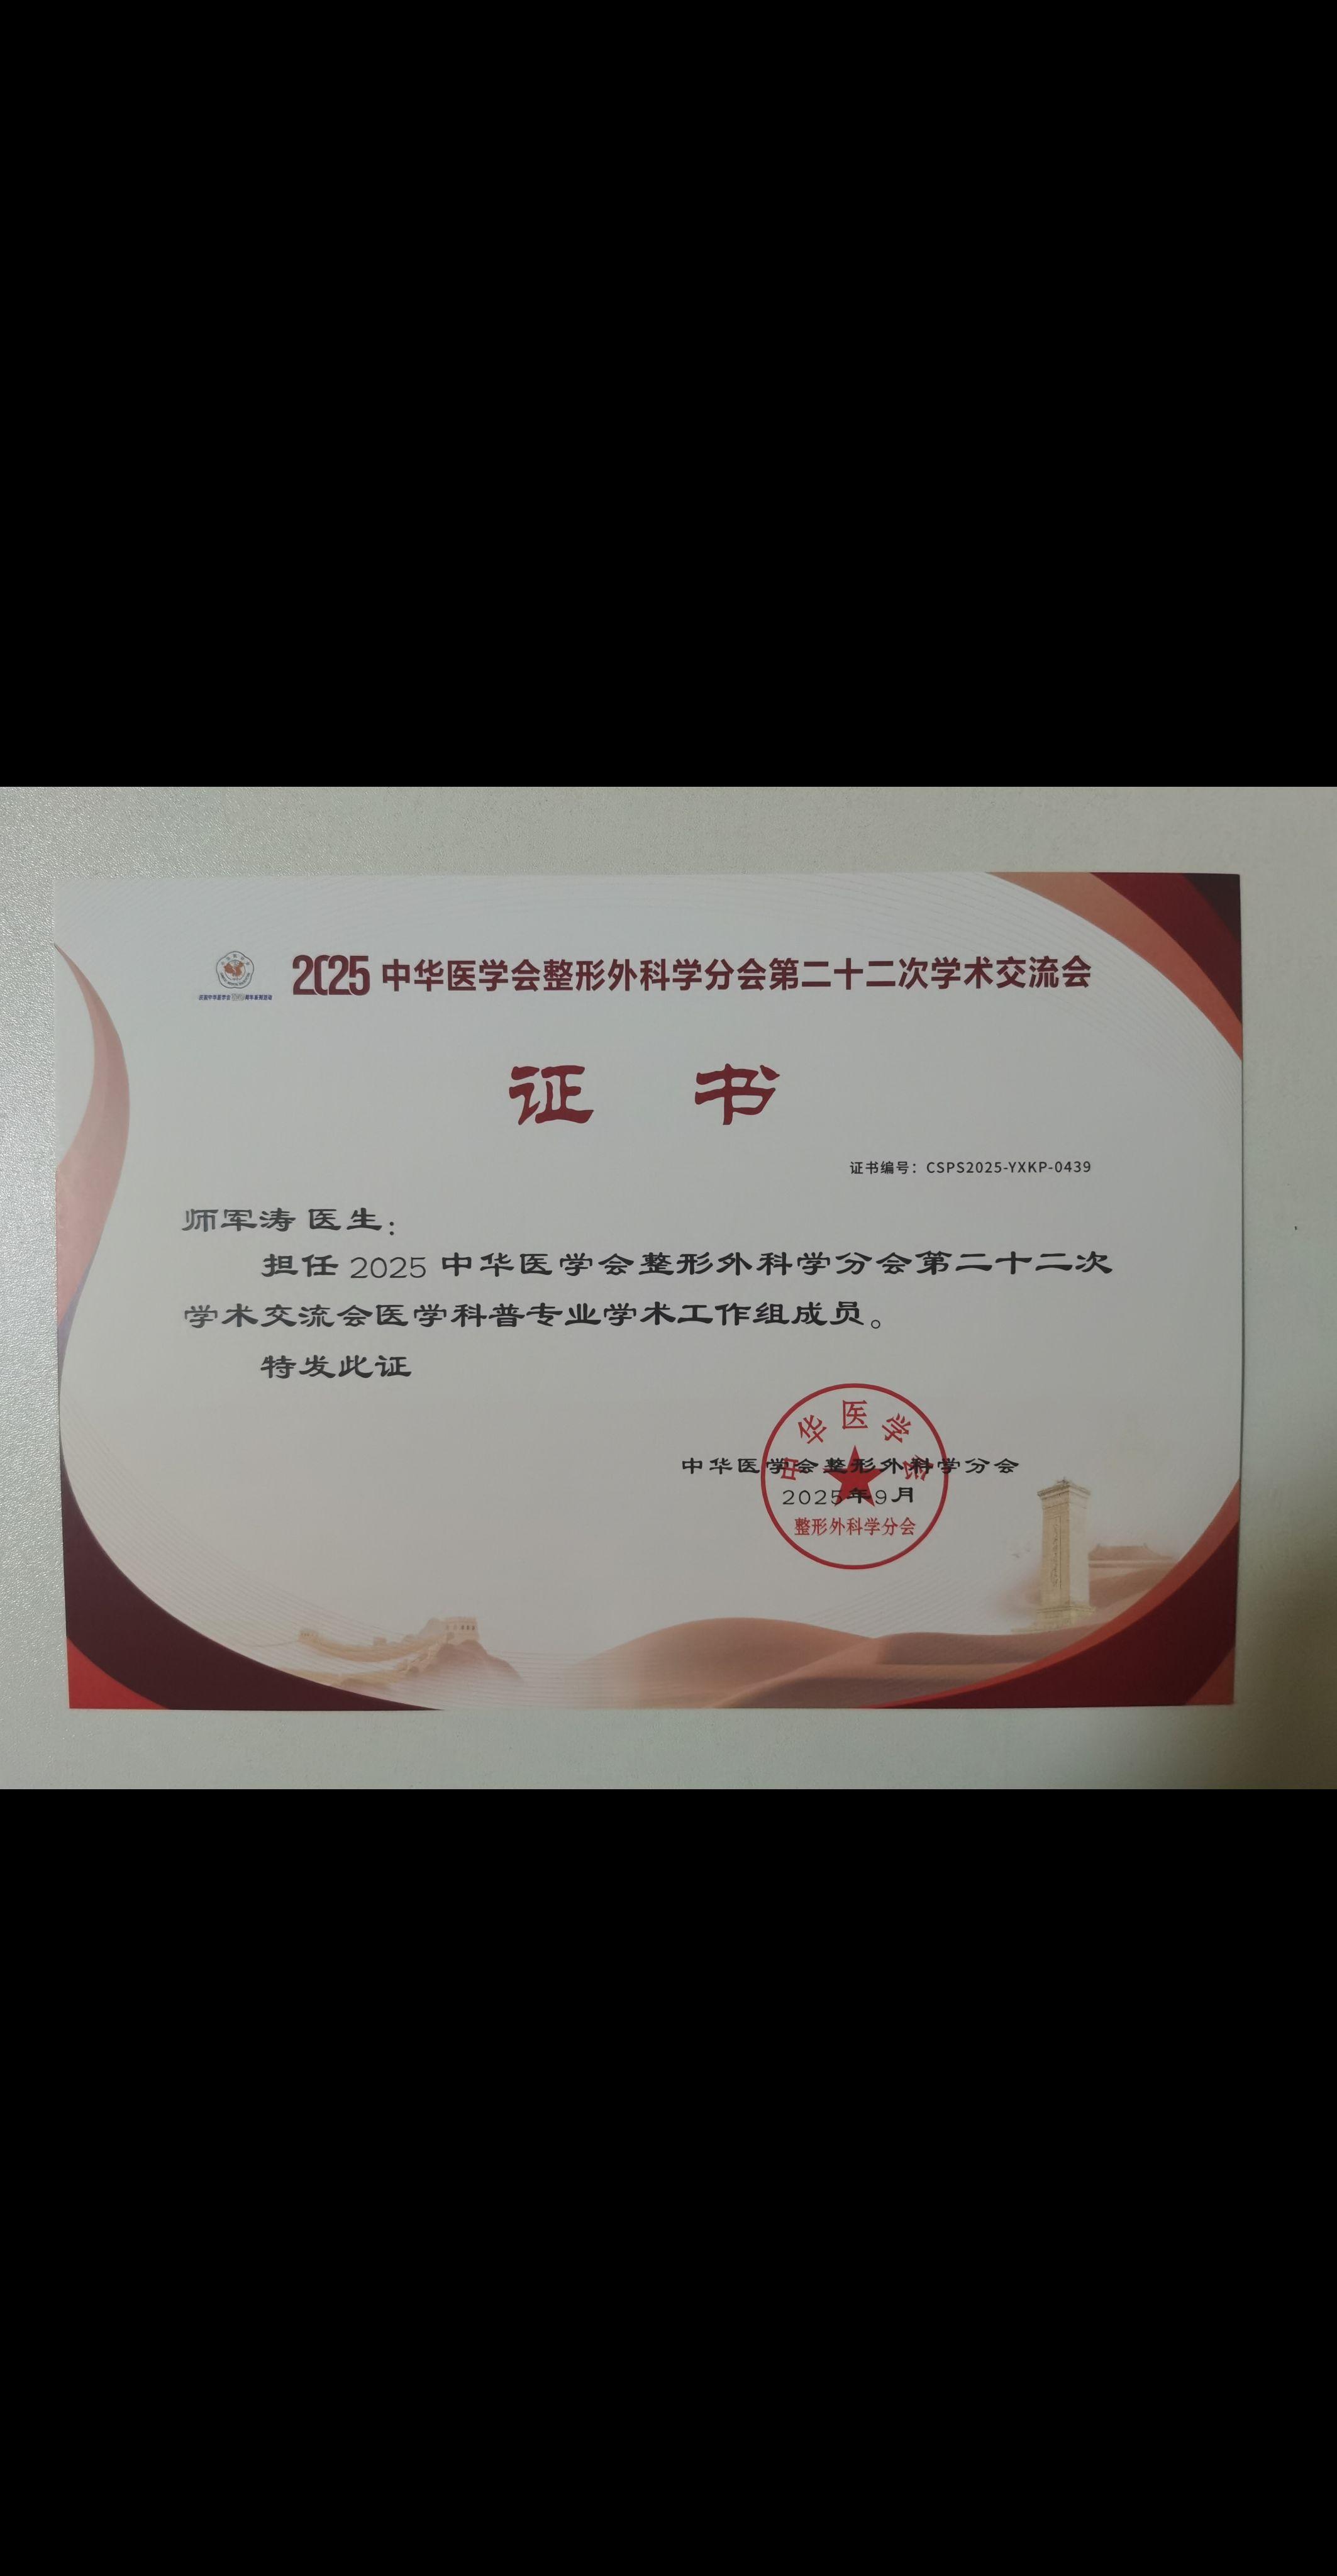 2025 中华医学会整形外科学分会第二十二次学术交流会
证 书
证书编号：CSPS2025-YXKP-0439
师军涛 医生：
担任 2025 中华医学会整形外科学分会第二十二次
学术交流会医学科普专业学术工作组成员。
特发此证
中华医学会整形外科学分会
2025年9月
中华医学会
整形外科学分会